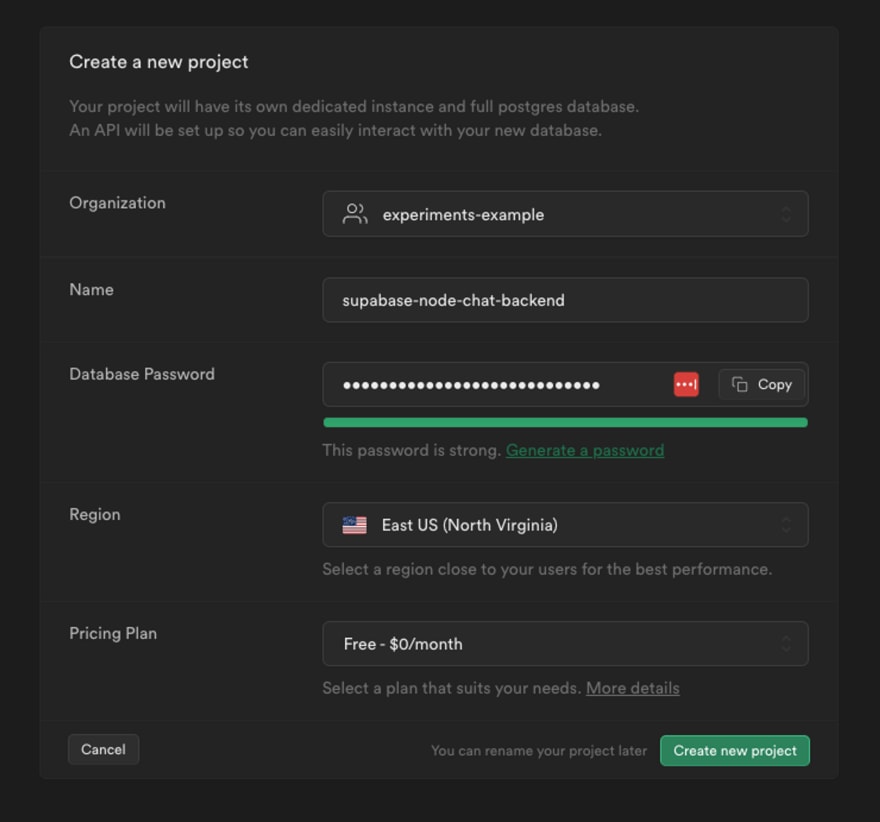 Create a new project
Your project will have its own dedicated instance and full postgres database.
An API will be set up so you can easily interact with your new database.
Organization
experiments-example
Name
supabase-node-chat-backend
Database Password
••••••••••••••••••••••••••••
Copy
This password is strong. Generate a password
Region
East US (North Virginia)
Select a region close to your users for the best performance.
Pricing Plan
Free - $0/month
Select a plan that suits your needs. More details
Cancel
You can rename your project later
Create new project